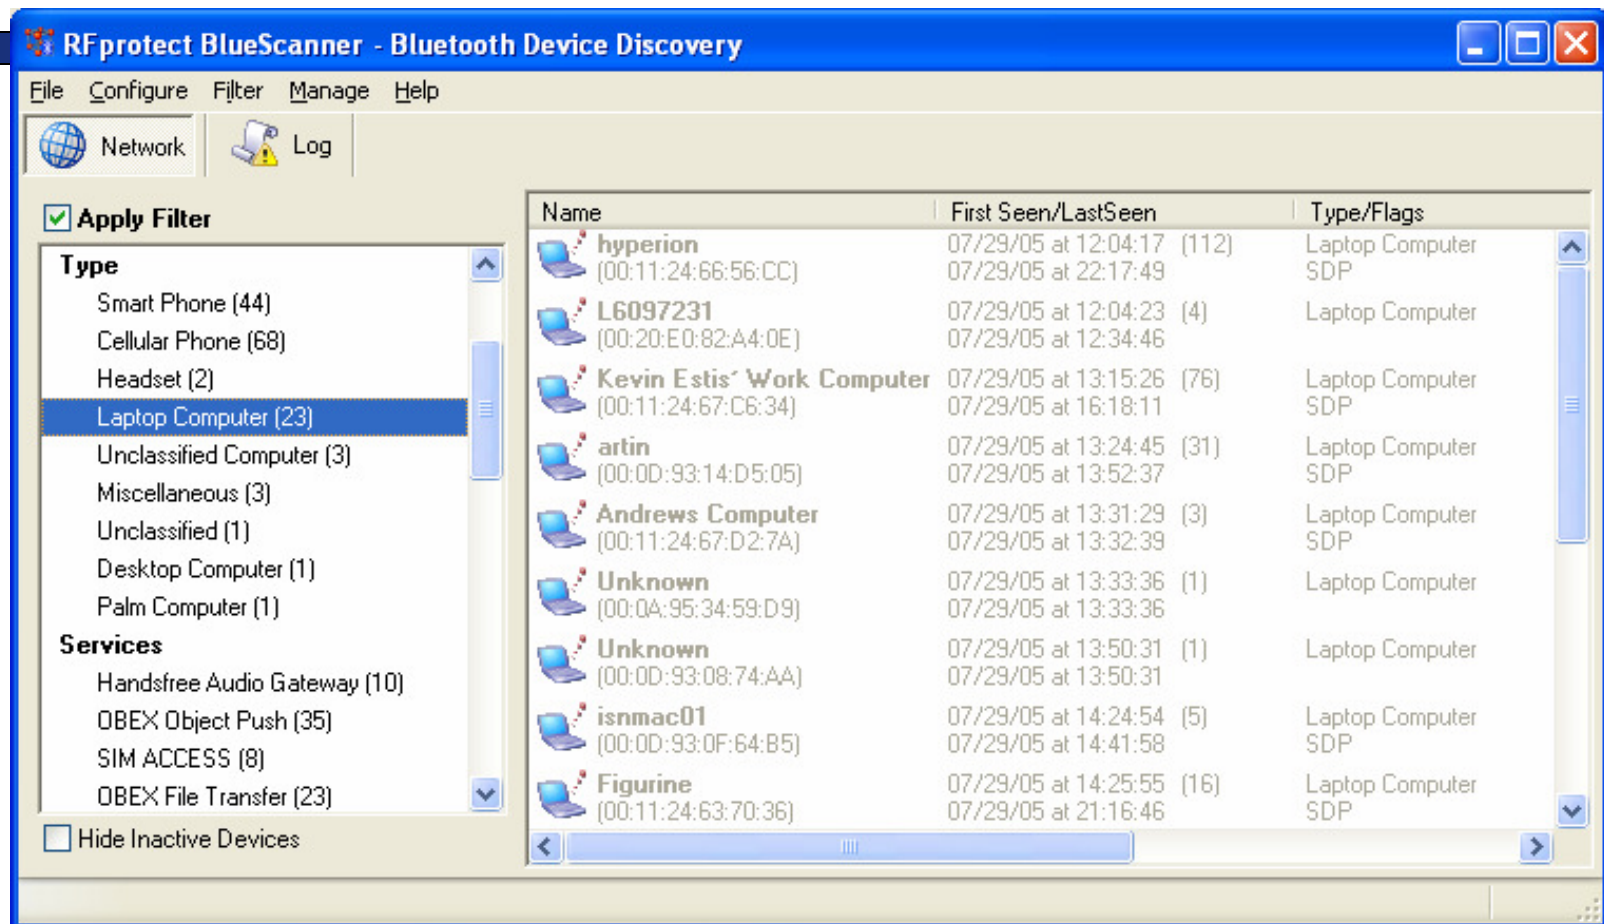 RFprotect BlueScanner - Bluetooth Device Discovery
File Configure Filter Manage Help
Network Log
Apply Filter
Type
Smart Phone (44)
Cellular Phone (68)
Headset (2)
Laptop Computer (23)
Unclassified Computer (3)
Miscellaneous (3)
Unclassified (1)
Desktop Computer (1)
Palm Computer (1)
Services
Handsfree Audio Gateway (10)
OBEX Object Push (35)
SIM ACCESS (8)
OBEX File Transfer (23)
Hide Inactive Devices
Name First Seen/LastSeen Type/Flags
hyperion 07/29/05 at 12:04:17 (112) Laptop Computer
(00:11:24:66:56:CC) 07/29/05 at 22:17:49 SDP
L6097231 07/29/05 at 12:04:23 (4) Laptop Computer
(00:20:E0:82:A4:0E) 07/29/05 at 12:34:46
Kevin Estis´ Work Computer 07/29/05 at 13:15:26 (76) Laptop Computer
(00:11:24:67:C6:34) 07/29/05 at 16:18:11 SDP
artin 07/29/05 at 13:24:45 (31) Laptop Computer
(00:0D:93:14:D5:05) 07/29/05 at 13:52:37 SDP
Andrews Computer 07/29/05 at 13:31:29 (3) Laptop Computer
(00:11:24:67:D2:7A) 07/29/05 at 13:32:39 SDP
Unknown 07/29/05 at 13:33:36 (1) Laptop Computer
(00:0A:95:34:59:D9) 07/29/05 at 13:33:36
Unknown 07/29/05 at 13:50:31 (1) Laptop Computer
(00:0D:93:08:74:AA) 07/29/05 at 13:50:31
isnmac01 07/29/05 at 14:24:54 (5) Laptop Computer
(00:0D:93:0F:64:B5) 07/29/05 at 14:41:58 SDP
Figurine 07/29/05 at 14:25:55 (16) Laptop Computer
(00:11:24:63:70:36) 07/29/05 at 21:16:46 SDP